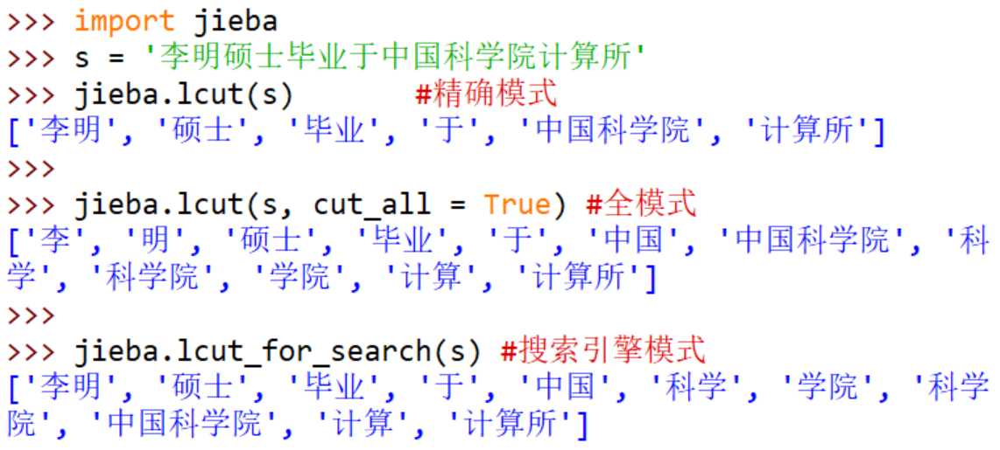 >>> import jieba
>>> s = '李明硕士毕业于中国科学院计算所'
>>> jieba.lcut(s)       #精确模式
['李明', '硕士', '毕业', '于', '中国科学院', '计算所']
>>>
>>> jieba.lcut(s, cut_all = True) #全模式
['李', '明', '硕士', '毕业', '于', '中国', '中国科学院', '科
学', '科学院', '学院', '计算', '计算所']
>>>
>>> jieba.lcut_for_search(s) #搜索引擎模式
['李明', '硕士', '毕业', '于', '中国', '科学', '学院', '科学
院', '中国科学院', '计算', '计算所']